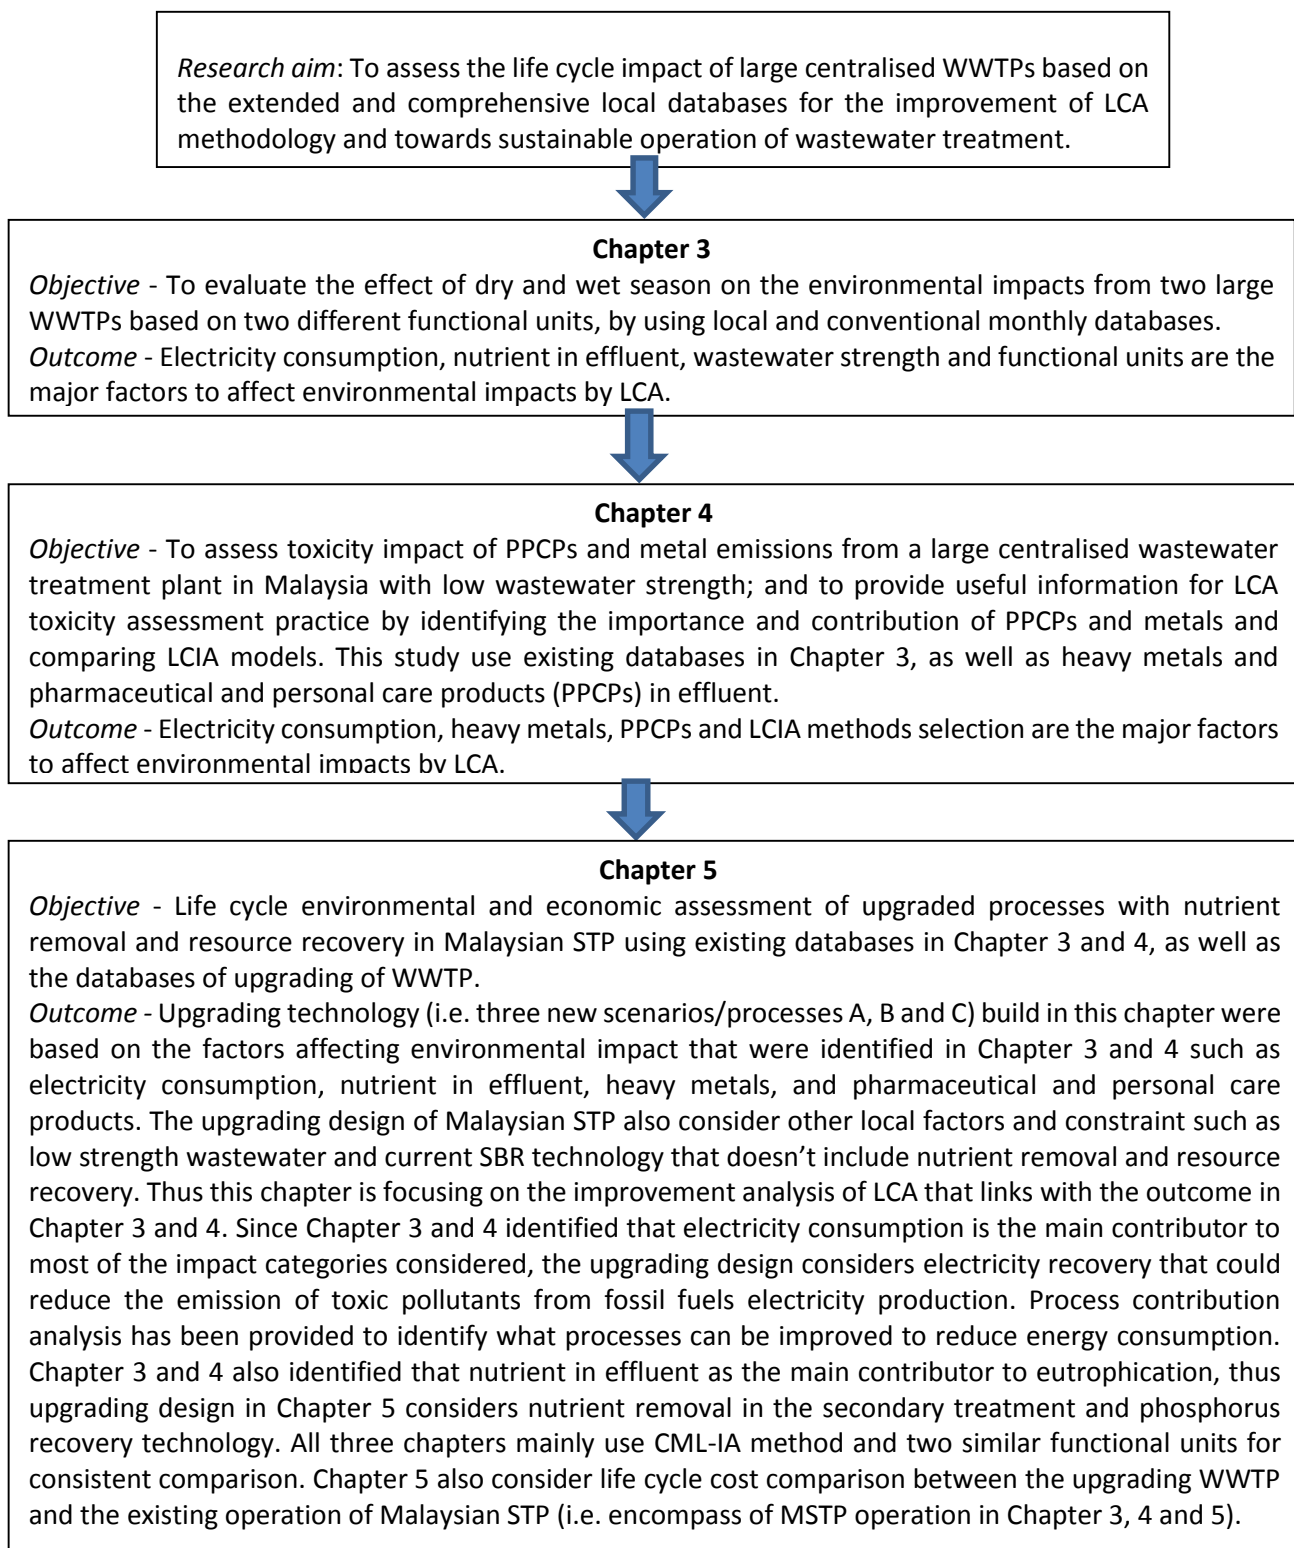 Research aim: To assess the life cycle impact of large centralised WWTPs based on
the extended and comprehensive local databases for the improvement of LCA
methodology and towards sustainable operation of wastewater treatment.
Chapter 3
Objective - To evaluate the effect of dry and wet season on the environmental impacts from two large
WWTPs based on two different functional units, by using local and conventional monthly databases.
Outcome - Electricity consumption, nutrient in effluent, wastewater strength and functional units are the
major factors to affect environmental impacts by LCA.
Chapter 4
Objective - To assess toxicity impact of PPCPs and metal emissions from a large centralised wastewater
treatment plant in Malaysia with low wastewater strength; and to provide useful information for LCA
toxicity assessment practice by identifying the importance and contribution of PPCPs and metals and
comparing LCIA models. This study use existing databases in Chapter 3, as well as heavy metals and
pharmaceutical and personal care products (PPCPs) in effluent.
Outcome - Electricity consumption, heavy metals, PPCPs and LCIA methods selection are the major factors
to affect environmental impacts by LCA.
Chapter 5
Objective - Life cycle environmental and economic assessment of upgraded processes with nutrient
removal and resource recovery in Malaysian STP using existing databases in Chapter 3 and 4, as well as
the databases of upgrading of WWTP.
Outcome - Upgrading technology (i.e. three new scenarios/processes A, B and C) build in this chapter were
based on the factors affecting environmental impact that were identified in Chapter 3 and 4 such as
electricity consumption, nutrient in effluent, heavy metals, and pharmaceutical and personal care
products. The upgrading design of Malaysian STP also consider other local factors and constraint such as
low strength wastewater and current SBR technology that doesn’t include nutrient removal and resource
recovery. Thus this chapter is focusing on the improvement analysis of LCA that links with the outcome in
Chapter 3 and 4. Since Chapter 3 and 4 identified that electricity consumption is the main contributor to
most of the impact categories considered, the upgrading design considers electricity recovery that could
reduce the emission of toxic pollutants from fossil fuels electricity production. Process contribution
analysis has been provided to identify what processes can be improved to reduce energy consumption.
Chapter 3 and 4 also identified that nutrient in effluent as the main contributor to eutrophication, thus
upgrading design in Chapter 5 considers nutrient removal in the secondary treatment and phosphorus
recovery technology. All three chapters mainly use CML-IA method and two similar functional units for
consistent comparison. Chapter 5 also consider life cycle cost comparison between the upgrading WWTP
and the existing operation of Malaysian STP (i.e. encompass of MSTP operation in Chapter 3, 4 and 5).